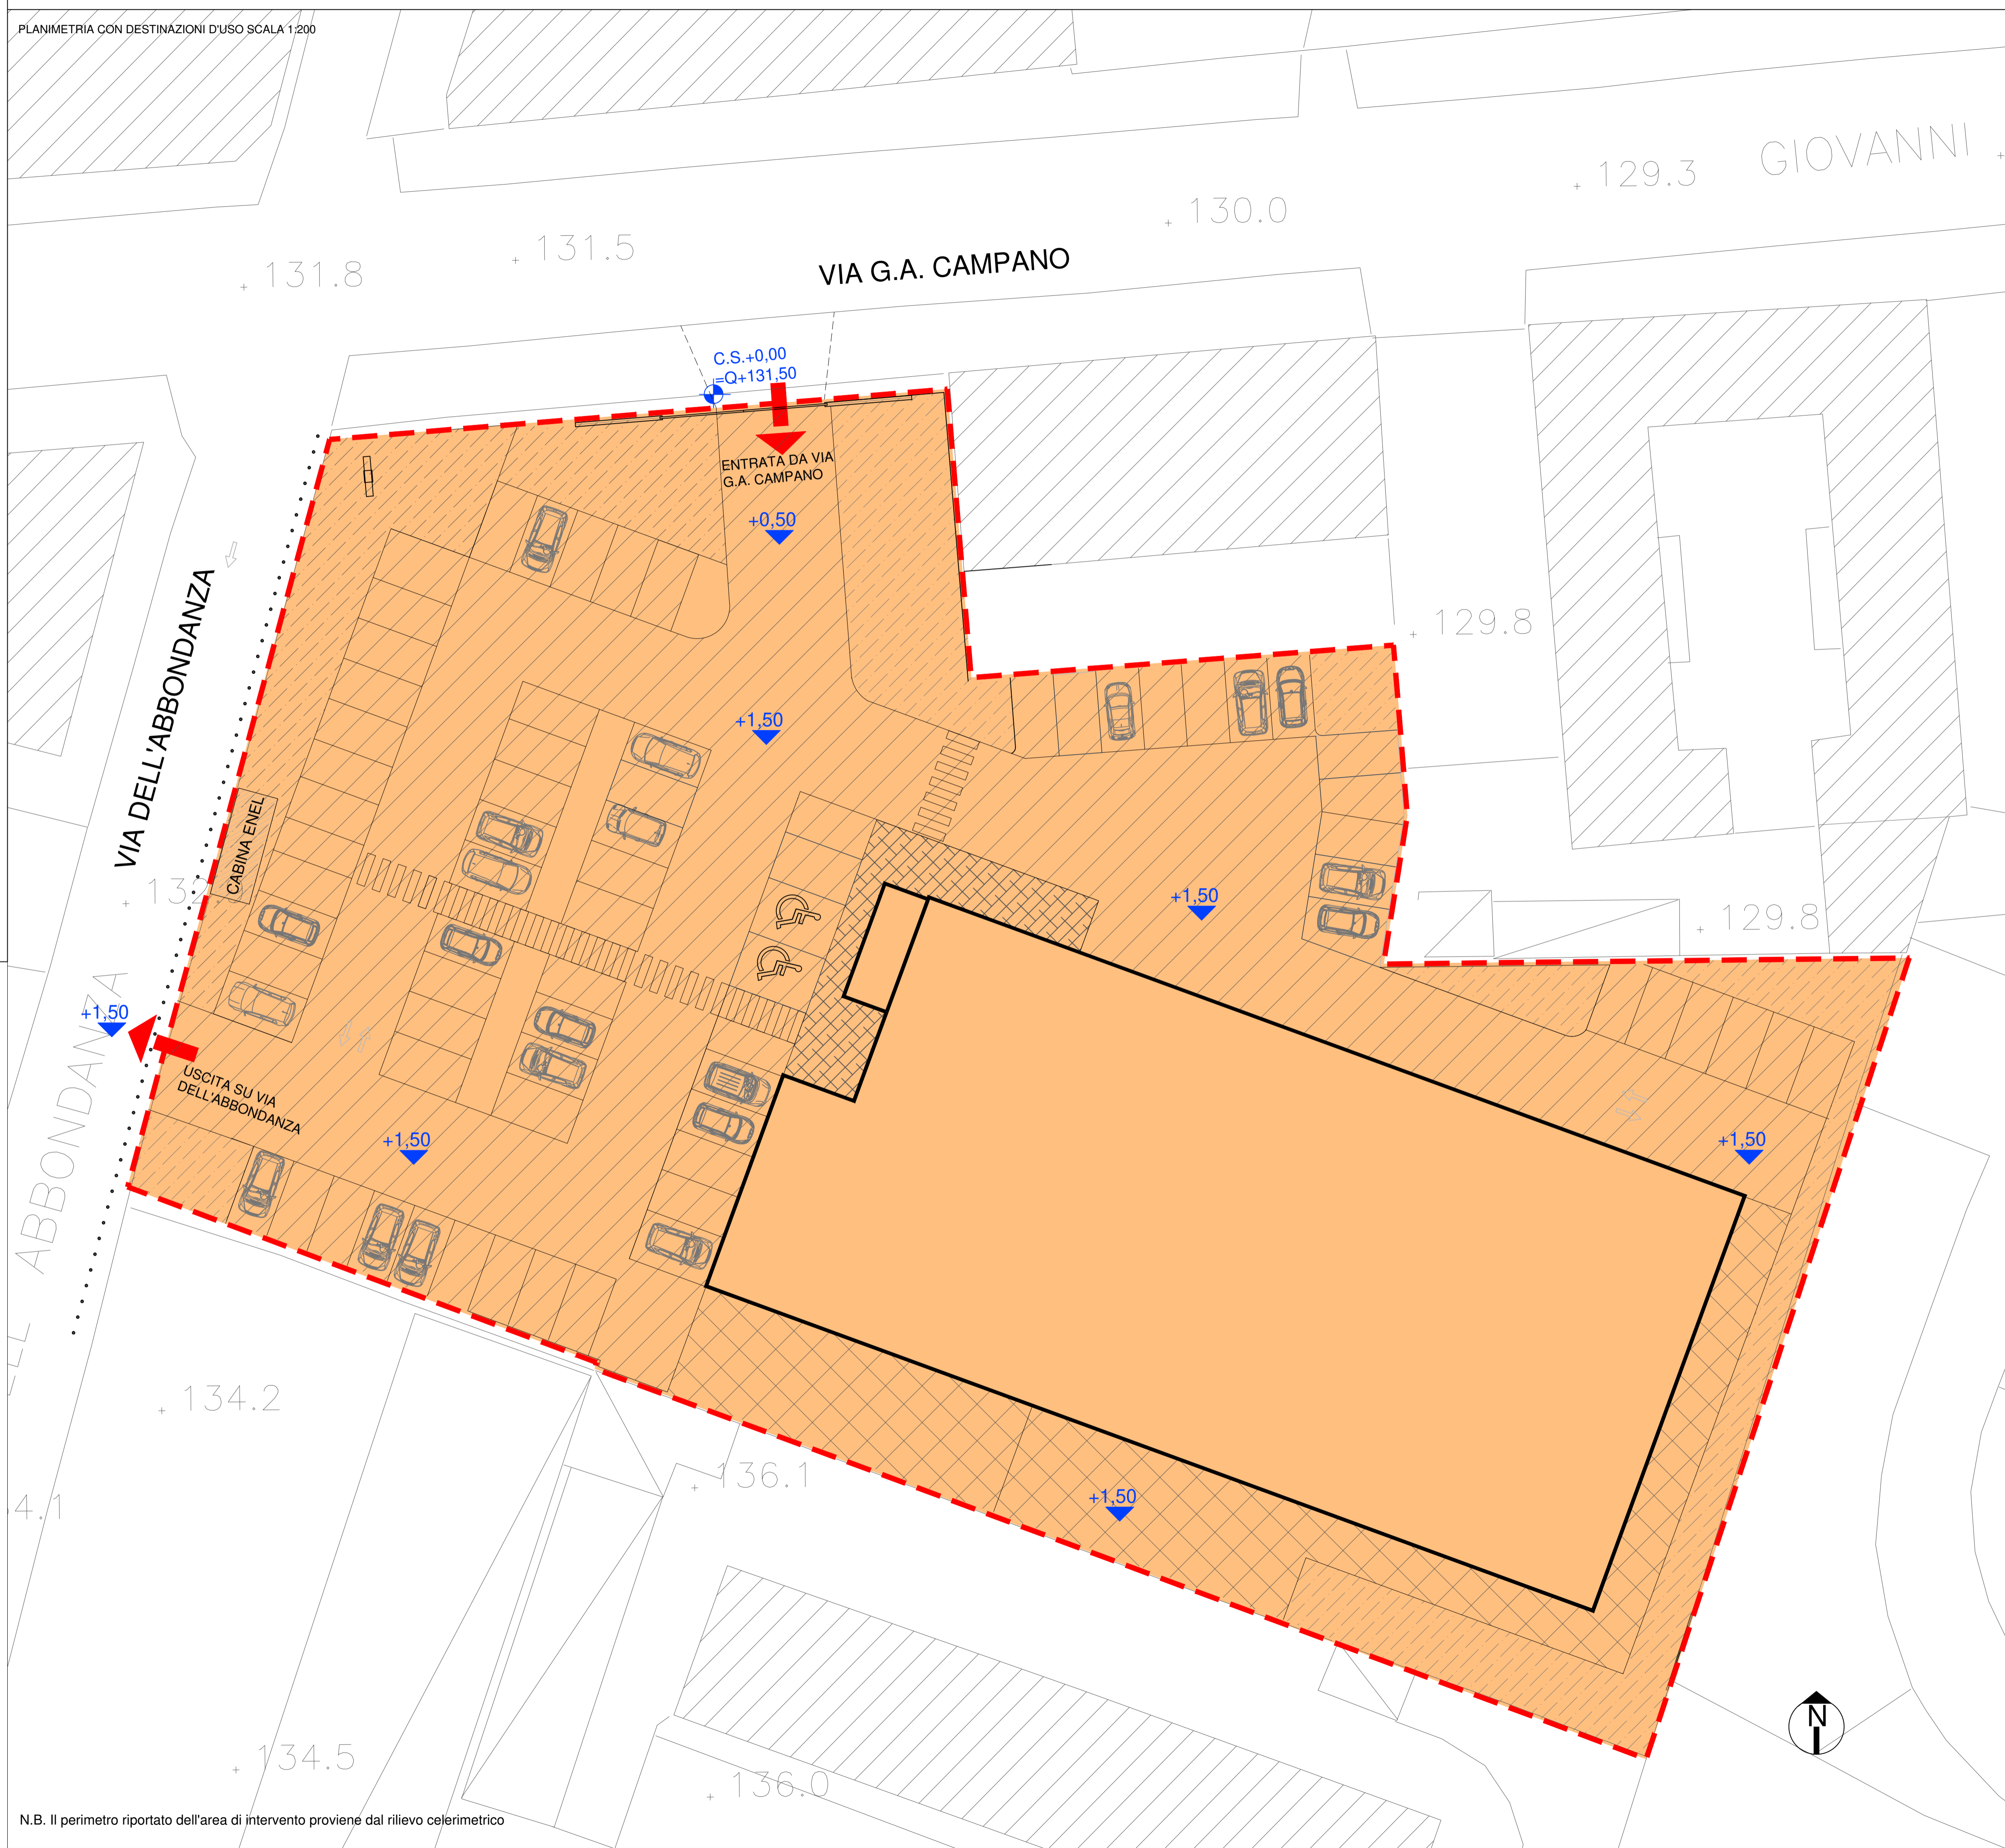 PLANIMETRIA CON DESTINAZIONI D'USO SCALA 1:200
GIOVANNI
129.3
130.0
131.5
131.8
VIA G.A. CAMPANO
C.S.+0,00
=Q+131,50
ENTRATA DA VIA
G.A. CAMPANO
+0,50
129.8
VIA DELL'ABBONDANZA
+1,50
CABINA ENEL
132
+1,50
129.8
+1,50
ABBONDANZA
USCITA SU VIA
DELL'ABBONDANZA
+1,50
+1,50
134.2
136.1
+1,50
4.1
N
134.5
136.0
N.B. Il perimetro riportato dell'area di intervento proviene dal rilievo celerimetrico